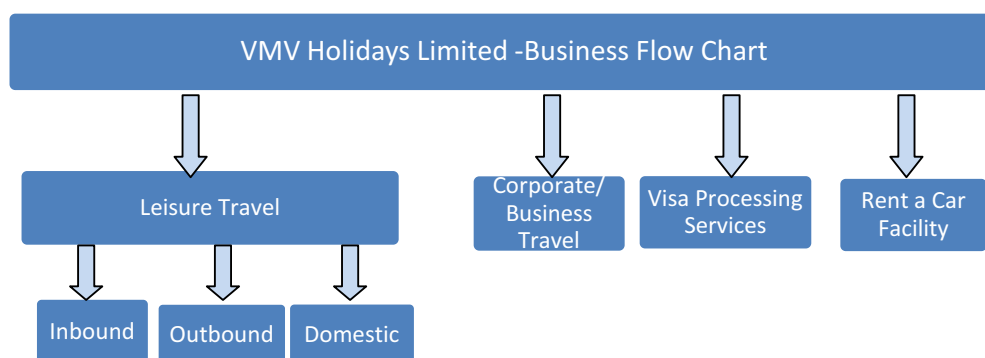 VMV Holidays Limited -Business Flow Chart
Leisure Travel
Corporate/
Business
Travel
Visa Processing
Services
Rent a Car
Facility
Inbound
Outbound
Domestic